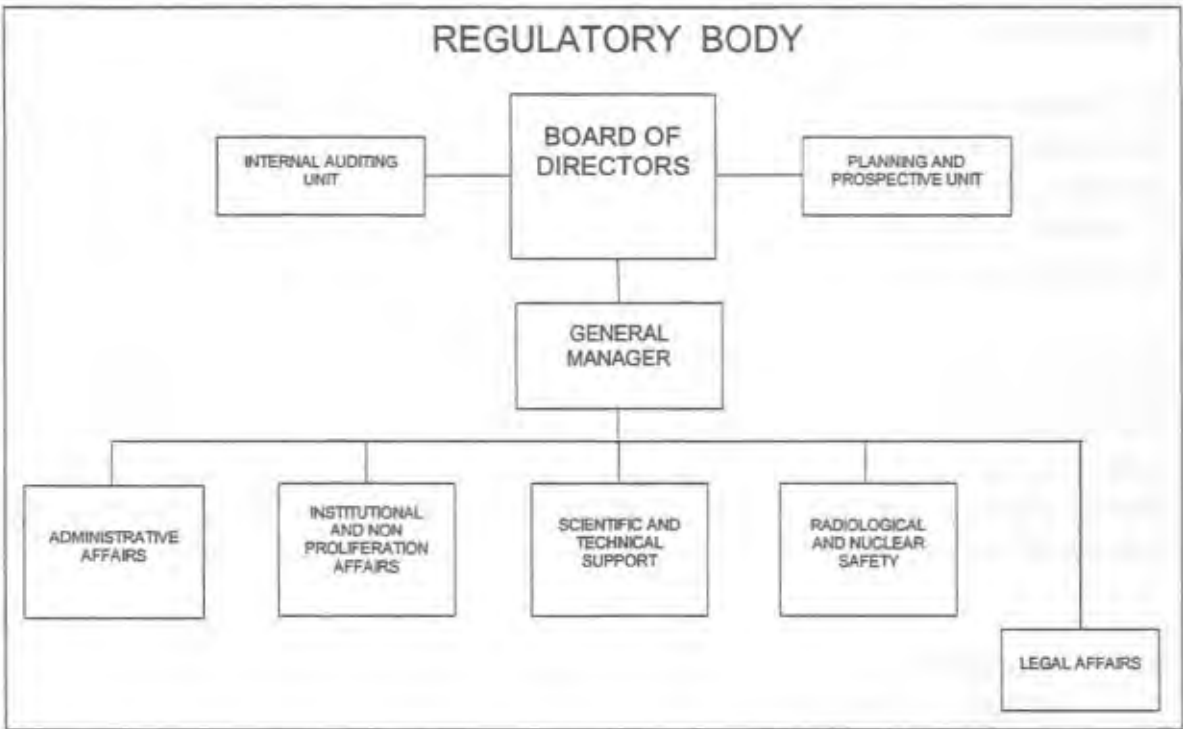 REGULATORY BODY
BOARD OF
DIRECTORS
INTERNAL AUDITING
UNIT
PLANNING AND
PROSPECTIVE UNIT
GENERAL
MANAGER
ADMINISTRATIVE
AFFAIRS
INSTITUTIONAL
AND NON
PROLIFERATION
AFFAIRS
SCIENTIFIC AND
TECHNICAL
SUPPORT
RADIOLOGICAL
AND NUCLEAR
SAFETY
LEGAL AFFAIRS